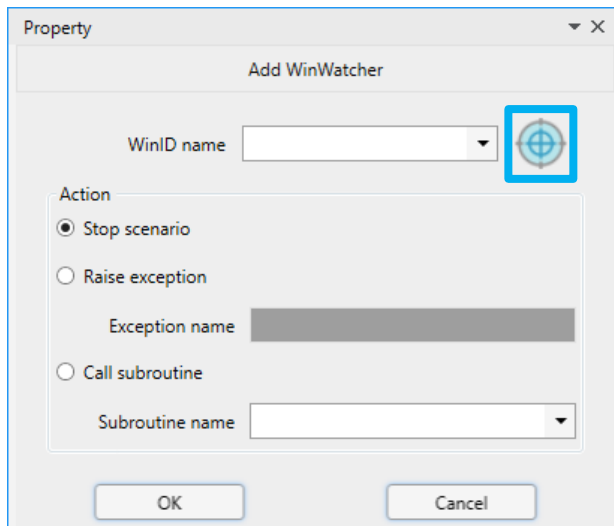 Property
Add WinWatcher
WinID name
Action
Stop scenario
Raise exception
Exception name
Call subroutine
Subroutine name
OK Cancel